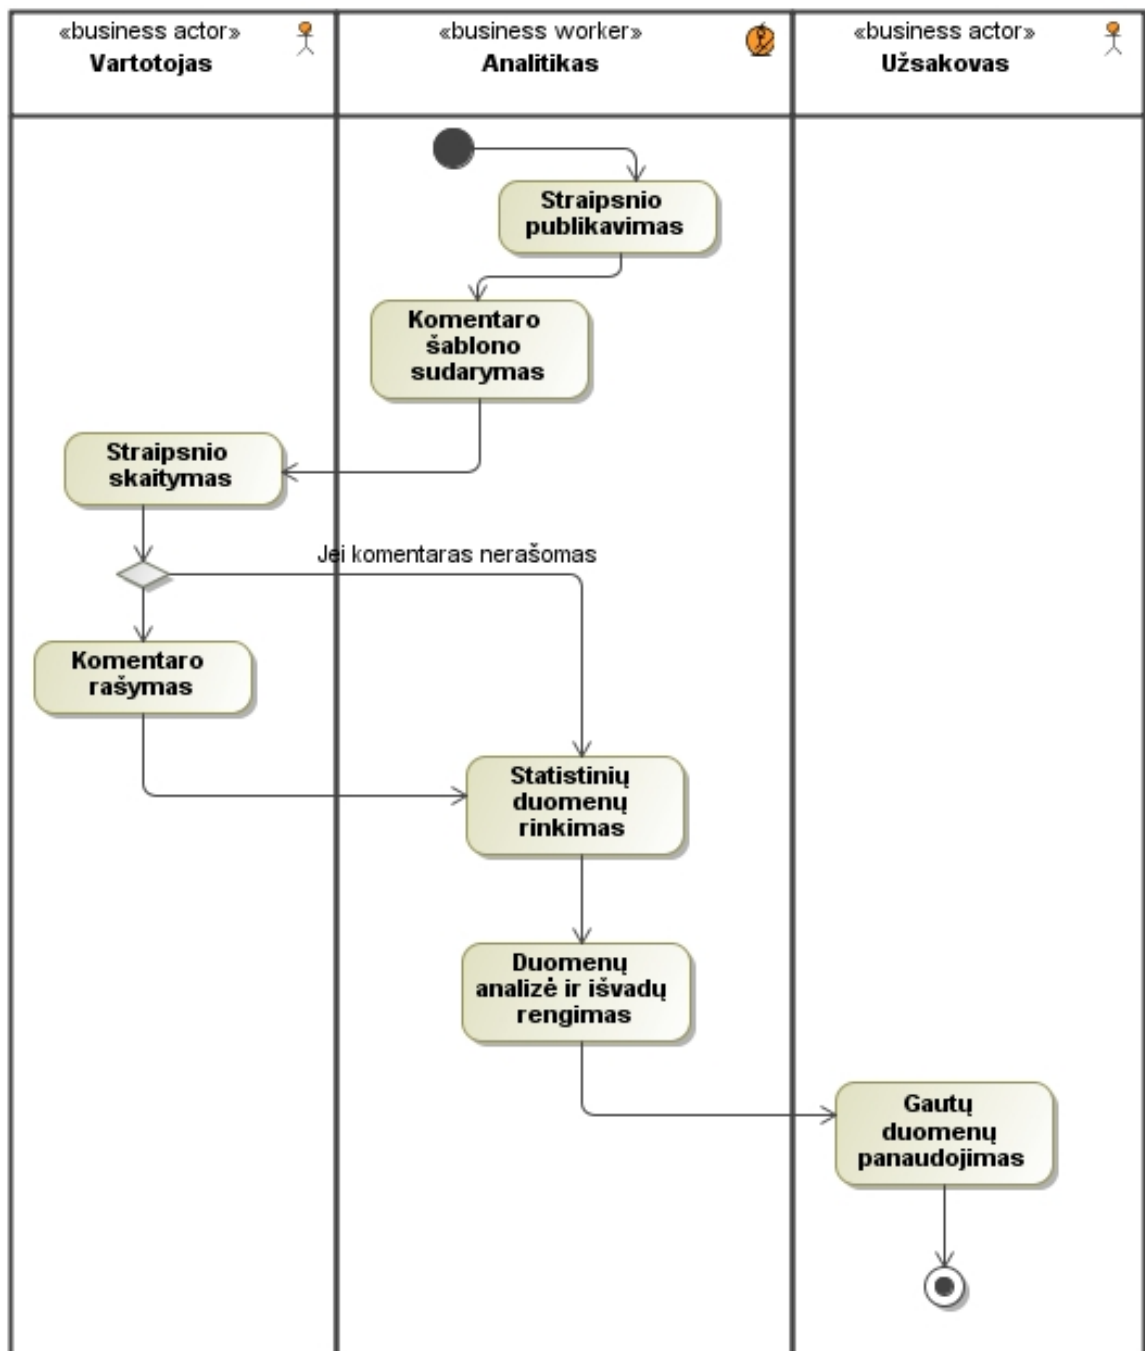 «business actor»
Vartotojas
«business worker»
Analitikas
«business actor»
Užsakovas
Straipsnio
publikavimas
Komentaro
šablono
sudarymas
Straipsnio
skaitymas
Jei komentaras nerašomas
Komentaro
rašymas
Statistinių
duomenų
rinkimas
Duomenų
analizė ir išvadų
rengimas
Gautų
duomenų
panaudojimas